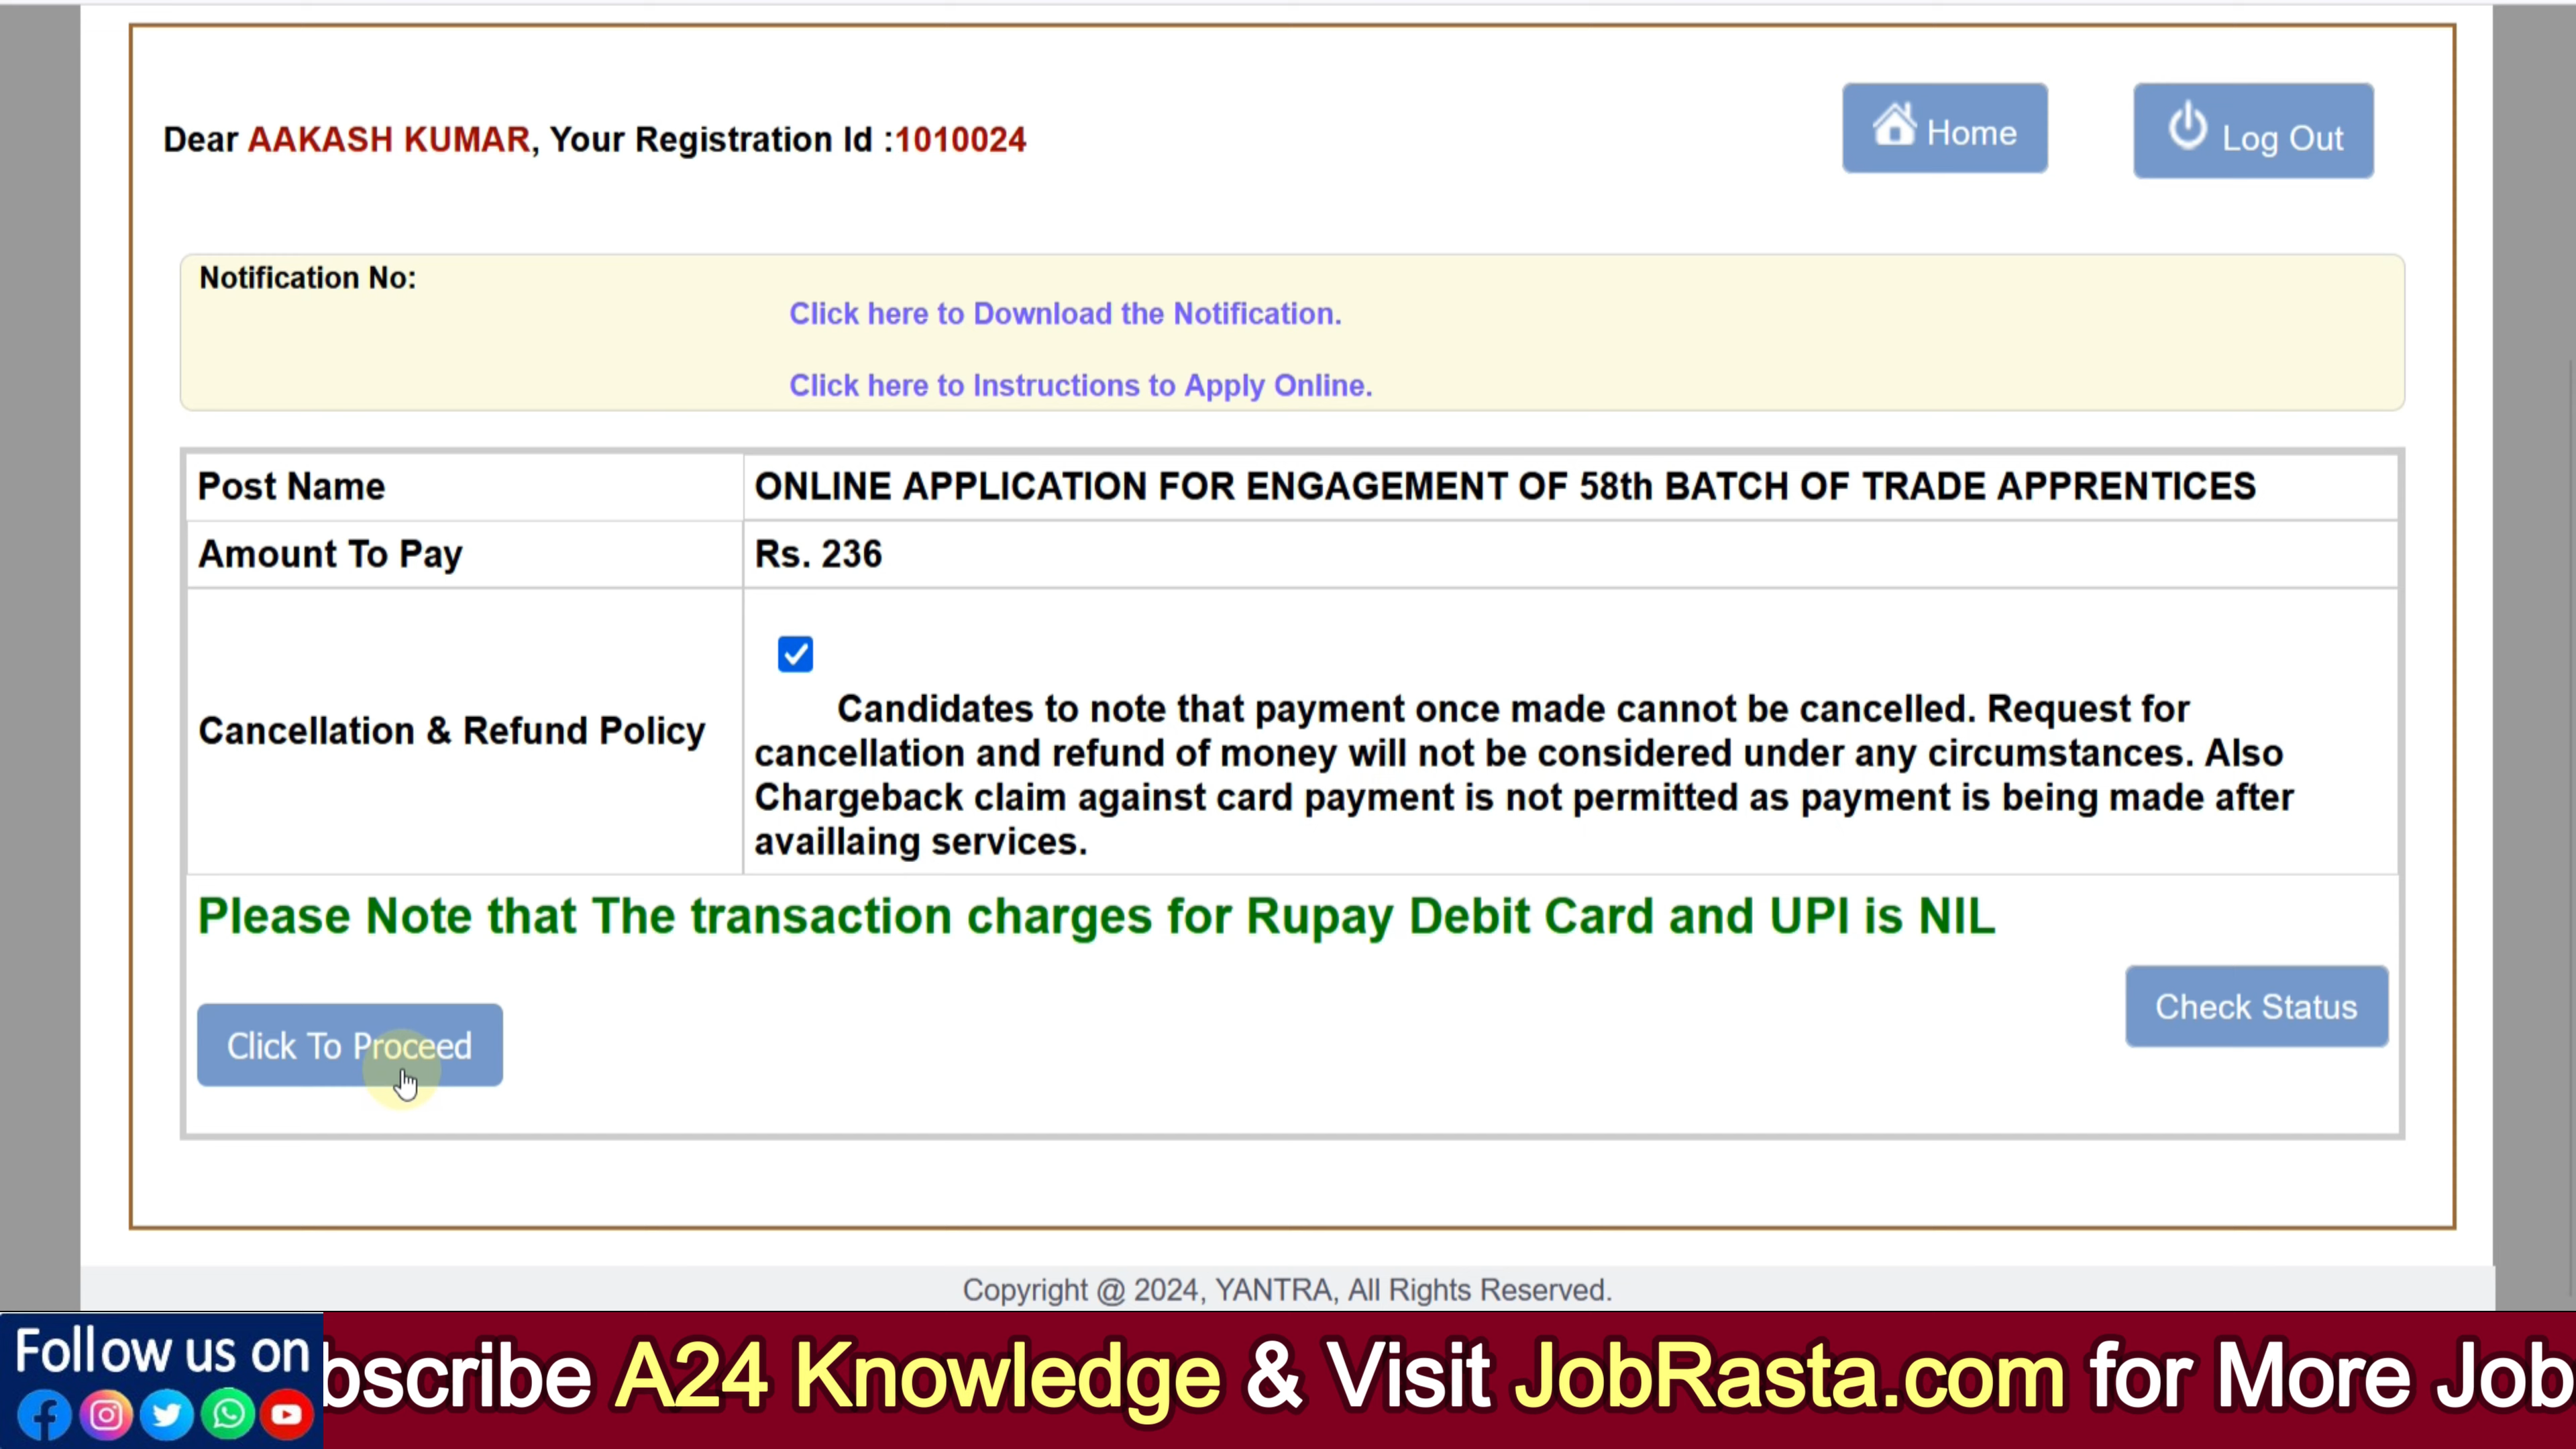 Dear AAKASH KUMAR, Your Registration Id :1010024
Home
Log Out
Notification No:
Click here to Download the Notification.
Click here to Instructions to Apply Online.
Post Name
ONLINE APPLICATION FOR ENGAGEMENT OF 58th BATCH OF TRADE APPRENTICES
Amount To Pay
Rs. 236
Cancellation & Refund Policy
Candidates to note that payment once made cannot be cancelled. Request for
cancellation and refund of money will not be considered under any circumstances. Also
Chargeback claim against card payment is not permitted as payment is being made after
availlaing services.
Please Note that The transaction charges for Rupay Debit Card and UPI is NIL
Click To Proceed
Check Status
Copyright @ 2024, YANTRA, All Rights Reserved.
Follow us on
bscribe A24 Knowledge & Visit JobRasta.com for More Job